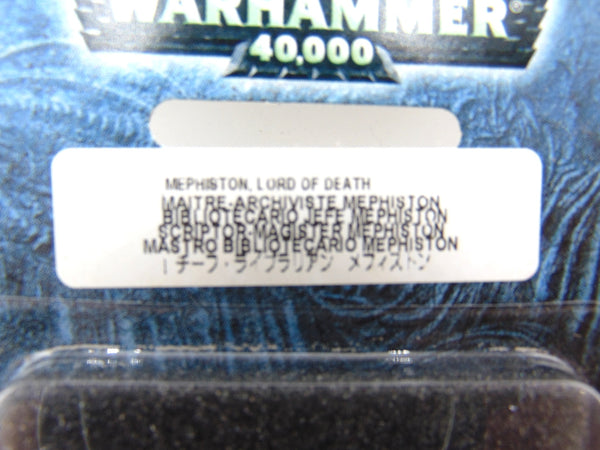 WARHAMMER®
40,000
MEPHISTON, LORD OF DEATH
MAITRE-ARCHIVISTE MEPHISTON
BIBLIOTECARIO JEFE MEPHISTON
SCRIPTOR-MAGISTER MEPHISTON
MASTRO BIBLIOTECARIO MEPHISTON
チーフ・ライブラリアン メフィストン